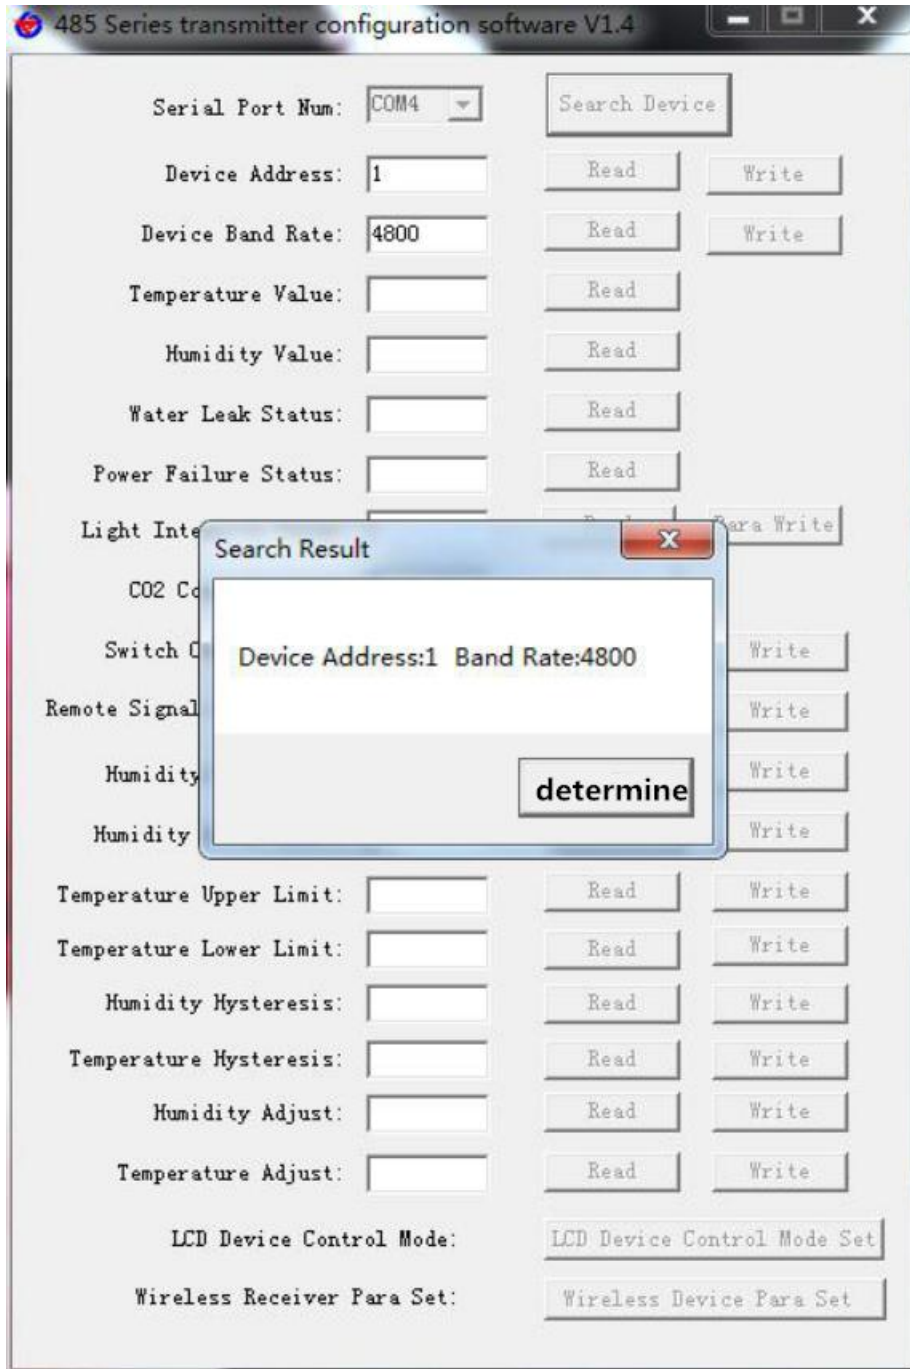 485 Series transmitter configuration software V1.4
Serial Port Num: COM4 Search Device
Device Address: 1 Read Write
Device Band Rate: 4800 Read Write
Temperature Value: Read
Humidity Value: Read
Water Leak Status: Read
Power Failure Status: Read
Light Write
Search Result
CO2
Switch Write
Device Address:1 Band Rate:4800
Remote Signal Write
Humidity Write
determine
Humidity Write
Temperature Upper Limit: Read Write
Temperature Lower Limit: Read Write
Humidity Hysteresis: Read Write
Temperature Hysteresis: Read Write
Humidity Adjust: Read Write
Temperature Adjust: Read Write
LCD Device Control Mode: LCD Device Control Mode Set
Wireless Receiver Para Set: Wireless Device Para Set